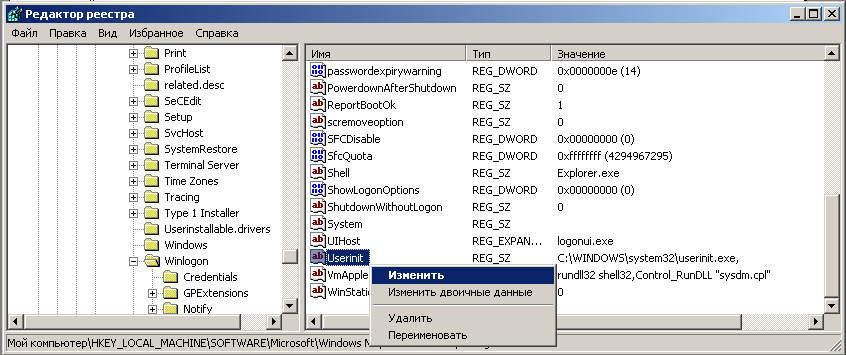 Редактор реестра
Файл Правка Вид Избранное Справка
Print
ProfileList
related.desc
SeCEdit
Setup
SvcHost
SystemRestore
Terminal Server
Time Zones
Tracing
Type 1 Installer
Userinstallable.drivers
Windows
Winlogon
Credentials
GPExtensions
Notify
Имя Тип Значение
passwordexpirywarning REG_DWORD 0x0000000e (14)
PowerdownAfterShutdown REG_SZ 0
ReportBootOk REG_SZ 1
scremoveoption REG_SZ 0
SFCDisable REG_DWORD 0x00000000 (0)
SfcQuota REG_DWORD 0xffffffff (4294967295)
Shell REG_SZ Explorer.exe
ShowLogonOptions REG_DWORD 0x00000000 (0)
ShutdownWithoutLogon REG_SZ 0
System REG_SZ
UIHost REG_EXPAN... logonui.exe
Userinit REG_SZ C:\WINDOWS\system32\userinit.exe,
VmApple rundll32 shell32,Control_RunDLL "sysdm.cpl"
WinStati 0
Изменить
Изменить двоичные данные
Удалить
Переименовать
Мой компьютер\HKEY_LOCAL_MACHINE\SOFTWARE\Microsoft\Windows